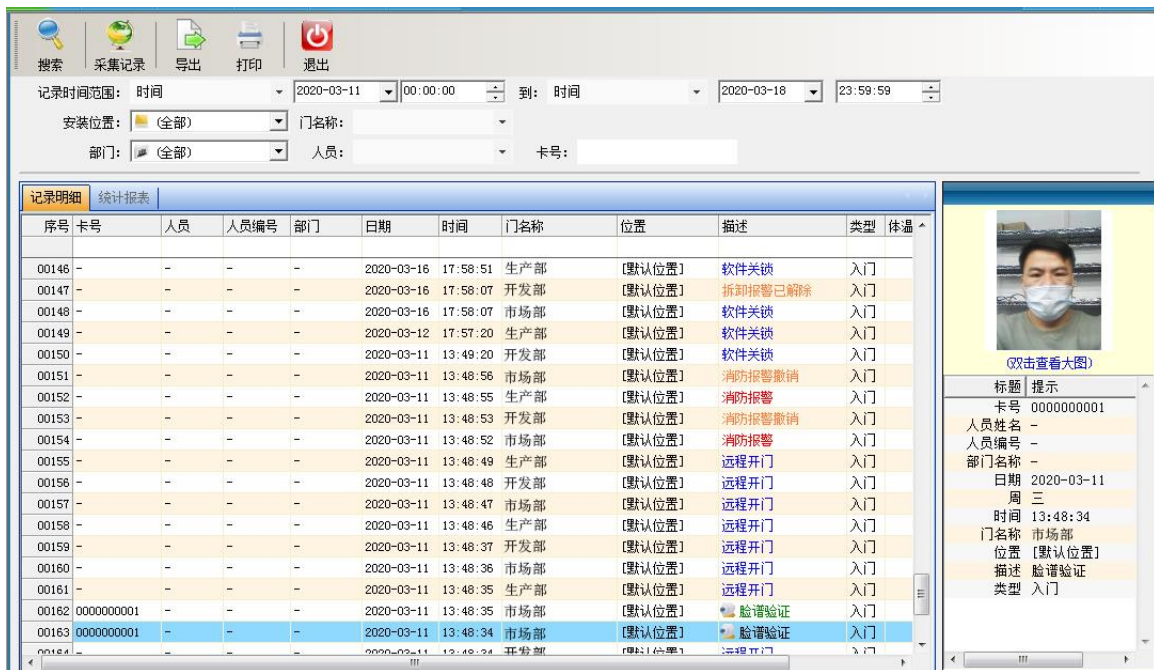 搜索 采集记录 导出 打印 退出
记录时间范围: 时间 2020-03-11 00:00:00 到: 时间 2020-03-18 23:59:59
安装位置: (全部) 门名称:
部门: (全部) 人员: 卡号:
记录明细 统计报表
序号 卡号 人员 人员编号 部门 日期 时间 门名称 位置 描述 类型 体温
00146 - - - - 2020-03-16 17:58:51 生产部 [默认位置] 软件关锁 入门
00147 - - - - 2020-03-16 17:58:07 开发部 [默认位置] 拆卸报警已解除 入门
00148 - - - - 2020-03-16 17:58:07 市场部 [默认位置] 软件关锁 入门
00149 - - - - 2020-03-12 17:57:20 生产部 [默认位置] 软件关锁 入门
00150 - - - - 2020-03-11 13:49:20 开发部 [默认位置] 软件关锁 入门
00151 - - - - 2020-03-11 13:48:56 市场部 [默认位置] 消防报警撤销 入门
00152 - - - - 2020-03-11 13:48:55 生产部 [默认位置] 消防报警 入门
00153 - - - - 2020-03-11 13:48:53 开发部 [默认位置] 消防报警撤销 入门
00154 - - - - 2020-03-11 13:48:52 市场部 [默认位置] 消防报警 入门
00155 - - - - 2020-03-11 13:48:49 生产部 [默认位置] 远程开门 入门
00156 - - - - 2020-03-11 13:48:48 开发部 [默认位置] 远程开门 入门
00157 - - - - 2020-03-11 13:48:47 市场部 [默认位置] 远程开门 入门
00158 - - - - 2020-03-11 13:48:46 生产部 [默认位置] 远程开门 入门
00159 - - - - 2020-03-11 13:48:37 开发部 [默认位置] 远程开门 入门
00160 - - - - 2020-03-11 13:48:36 市场部 [默认位置] 远程开门 入门
00161 - - - - 2020-03-11 13:48:35 生产部 [默认位置] 远程开门 入门
00162 0000000001 - - - 2020-03-11 13:48:35 市场部 [默认位置] 脸谱验证 入门
00163 0000000001 - - - 2020-03-11 13:48:34 市场部 [默认位置] 脸谱验证 入门
00164 - - - - 2020-03-11 13:48:34 开发部 [默认位置] 远程开门 入门
(双击查看大图)
标题 提示
卡号 0000000001
人员姓名 -
人员编号 -
部门名称 -
日期 2020-03-11
周 三
时间 13:48:34
门名称 市场部
位置 [默认位置]
描述 脸谱验证
类型 入门